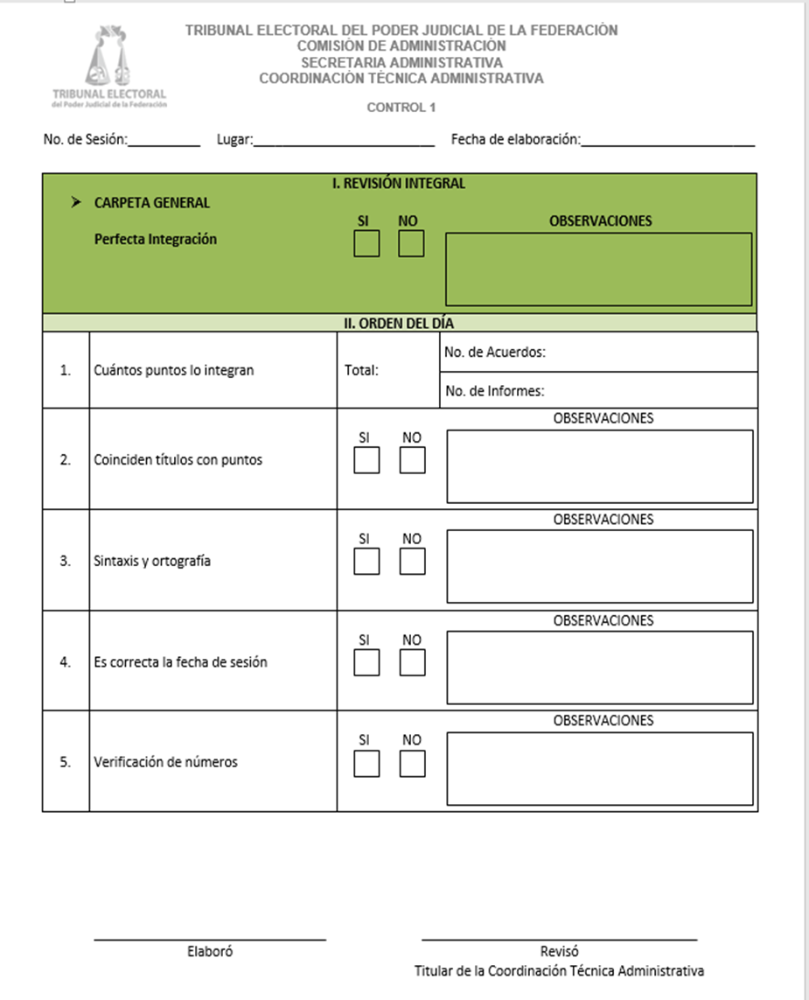 TRIBUNAL ELECTORAL DEL PODER JUDICIAL DE LA FEDERACIÓN
COMISIÓN DE ADMINISTRACIÓN
SECRETARIA ADMINISTRATIVA
COORDINACIÓN TÉCNICA ADMINISTRATIVA
TRIBUNAL ELECTORAL
del Poder Judicial de la Federación
CONTROL 1
No. de Sesión:__________ Lugar:_________________________ Fecha de elaboración:________________________
I. REVISIÓN INTEGRAL
➢ CARPETA GENERAL
SI NO OBSERVACIONES
Perfecta Integración
II. ORDEN DEL DÍA
1. Cuántos puntos lo integran Total:
No. de Acuerdos:
No. de Informes:
OBSERVACIONES
SI NO
2. Coinciden títulos con puntos
OBSERVACIONES
SI NO
3. Sintaxis y ortografía
OBSERVACIONES
SI NO
4. Es correcta la fecha de sesión
OBSERVACIONES
SI NO
5. Verificación de números
Elaboró Revisó
Titular de la Coordinación Técnica Administrativa